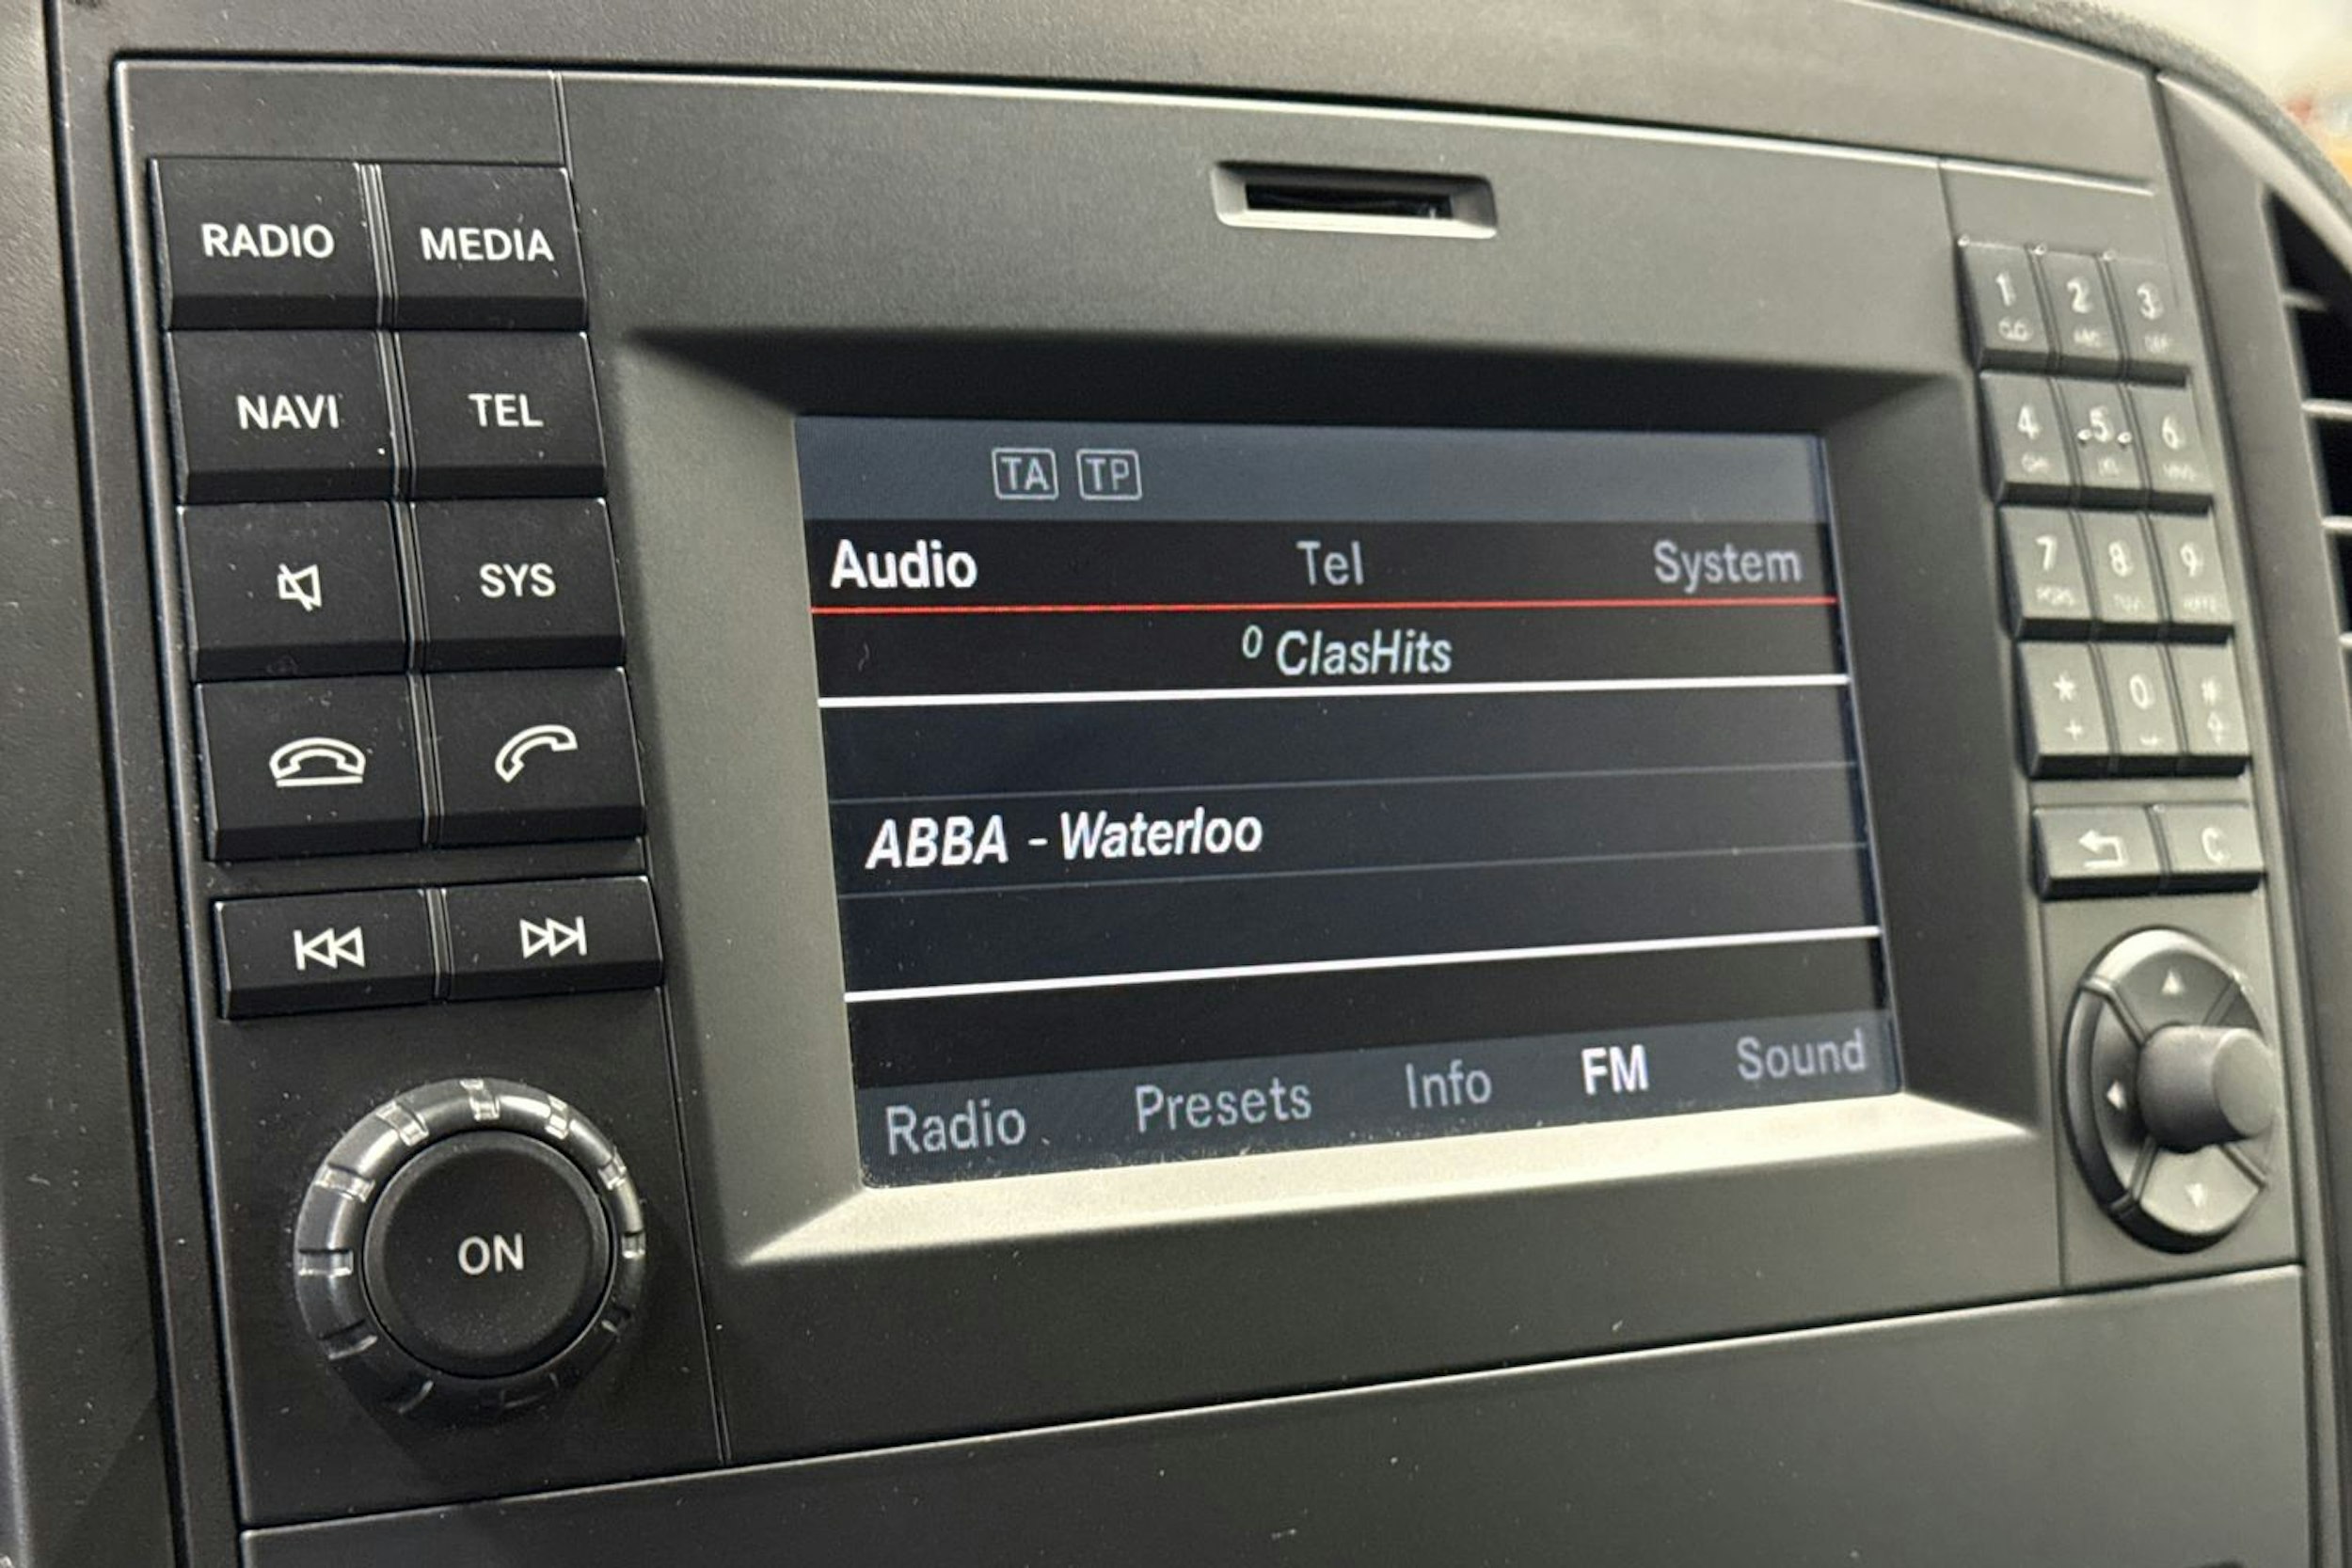 RADIO MEDIA
NAVI TEL
SYS
ON
TA TP
Audio Tel System
0 ClasHits
ABBA - Waterloo
Radio Presets Info FM Sound
1 2 3
4 5 6
7 8 9
* 0 #
+
C